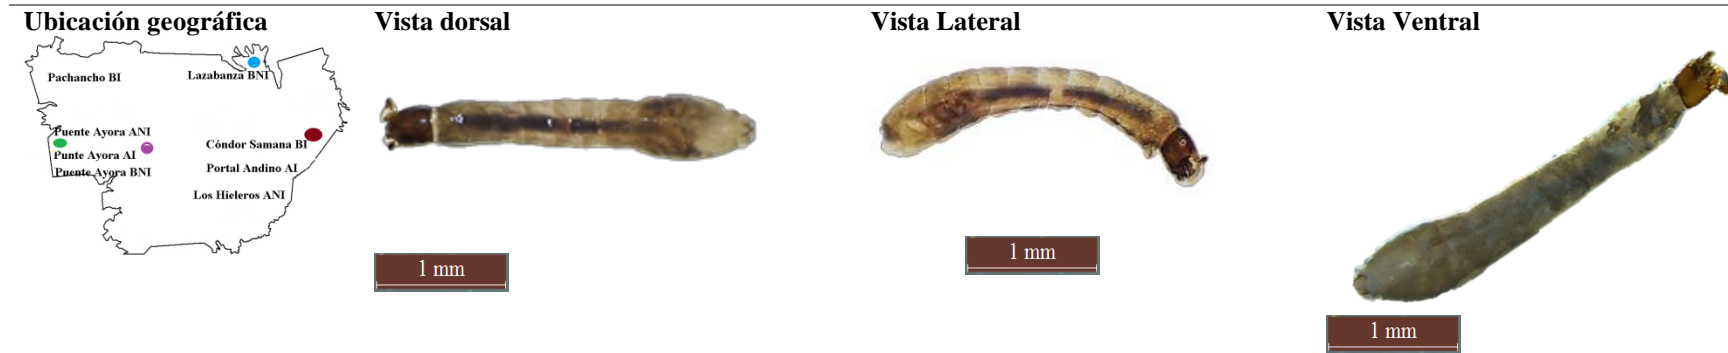 Ubicación geográfica
Vista dorsal
Vista Lateral
Vista Ventral
Pachancho BI
Lazabanza BNI
Puente Ayora ANI
Punte Ayora AI
Puente Ayora BNI
Cóndor Samana BI
Portal Andino AI
Los Hieleros ANI
1 mm
1 mm
1 mm